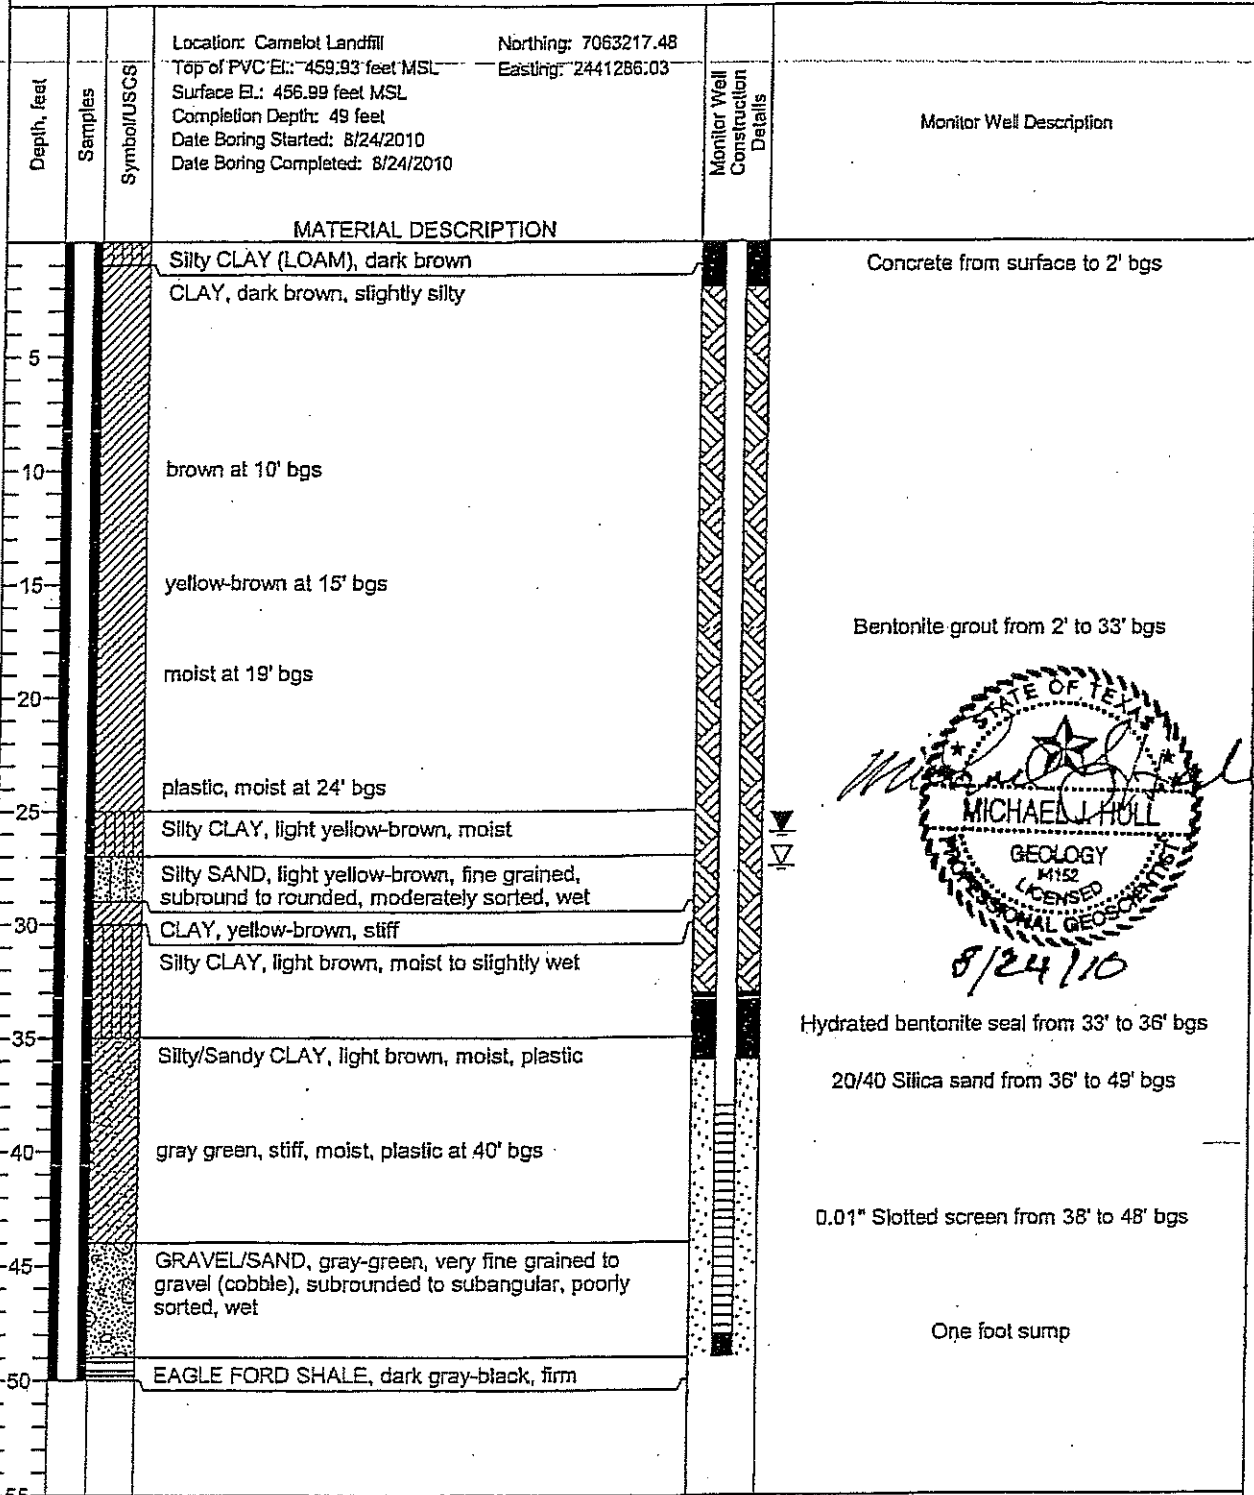 Location: Camelot Landfill
Northing: 7063217.48
Top of PVC El.: 459.93 feet MSL
Easting: 2441286.03
Surface El.: 456.99 feet MSL
Completion Depth: 49 feet
Date Boring Started: 8/24/2010
Date Boring Completed: 8/24/2010
Depth, feet
Samples
Symbol/USCS
MATERIAL DESCRIPTION
Monitor Well
Construction
Details
Monitor Well Description
Silty CLAY (LOAM), dark brown
Concrete from surface to 2' bgs
CLAY, dark brown, slightly silty
5
10
brown at 10' bgs
15
yellow-brown at 15' bgs
Bentonite grout from 2' to 33' bgs
moist at 19' bgs
20
STATE OF TEXAS
plastic, moist at 24' bgs
25
MICHAEL J. HULL
Silty CLAY, light yellow-brown, moist
GEOLOGY
Silty SAND, light yellow-brown, fine grained,
subround to rounded, moderately sorted, wet
LICENSED
PROFESSIONAL GEOSCIENTIST
30
CLAY, yellow-brown, stiff
Silty CLAY, light brown, moist to slightly wet
8/24/10
35
Hydrated bentonite seal from 33' to 36' bgs
Silty/Sandy CLAY, light brown, moist, plastic
20/40 Silica sand from 36' to 49' bgs
40
gray green, stiff, moist, plastic at 40' bgs
0.01" Slotted screen from 38' to 48' bgs
45
GRAVEL/SAND, gray-green, very fine grained to
gravel (cobble), subrounded to subangular, poorly
sorted, wet
One foot sump
50
EAGLE FORD SHALE, dark gray-black, firm
55